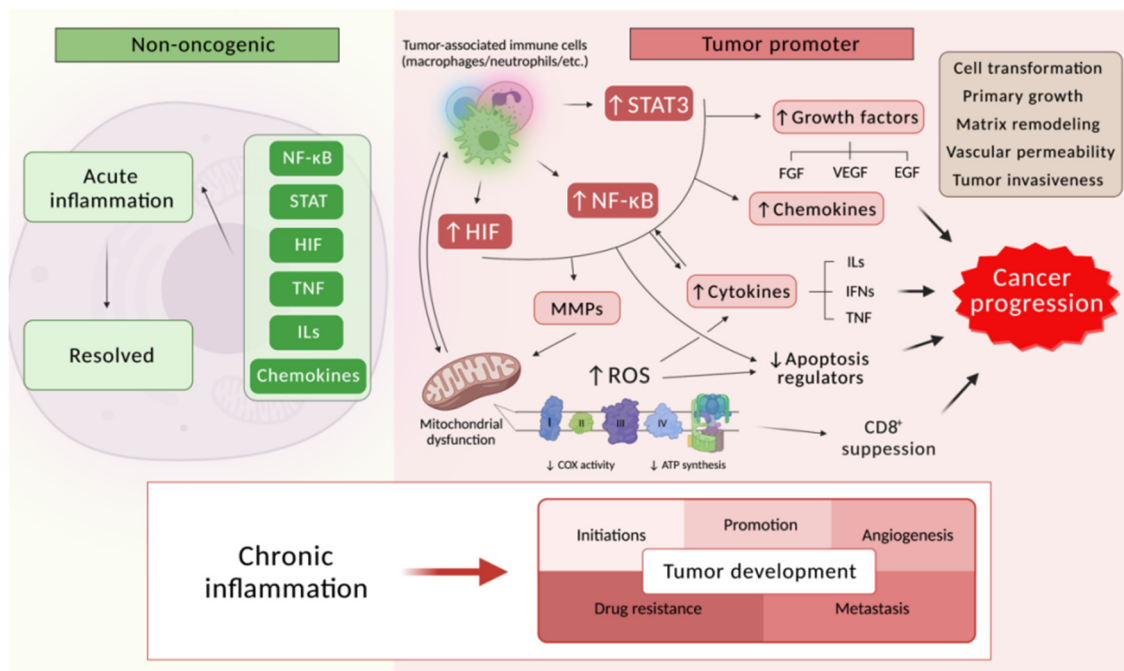 Non-oncogenic
Acute
inflammation
Resolved
NF-κB
STAT
HIF
TNF
ILs
Chemokines
Tumor-associated immune cells
(macrophages/neutrophils/etc.)
Tumor promoter
↑ STAT3
↑ NF-κB
↑ HIF
↑ Growth factors
FGF
VEGF
EGF
↑ Chemokines
↑ Cytokines
ILs
IFNs
TNF
MMPs
↑ ROS
↓ Apoptosis
regulators
Mitochondrial
dysfunction
I
II
III
IV
↓ COX activity
↓ ATP synthesis
CD8⁺
suppession
Cell transformation
Primary growth
Matrix remodeling
Vascular permeability
Tumor invasiveness
Cancer
progression
Chronic
inflammation
Initiations
Promotion
Angiogenesis
Tumor development
Drug resistance
Metastasis